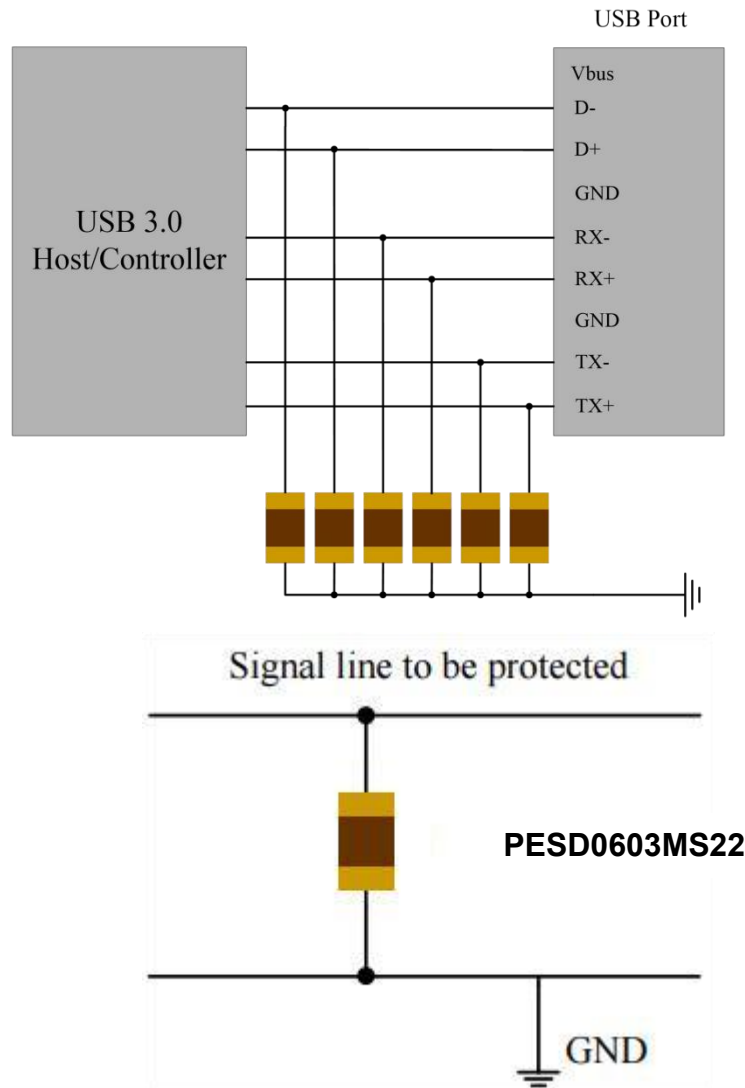 USB Port
Vbus
D-
D+
GND
USB 3.0
Host/Controller
RX-
RX+
GND
TX-
TX+
Signal line to be protected
PESD0603MS22
GND